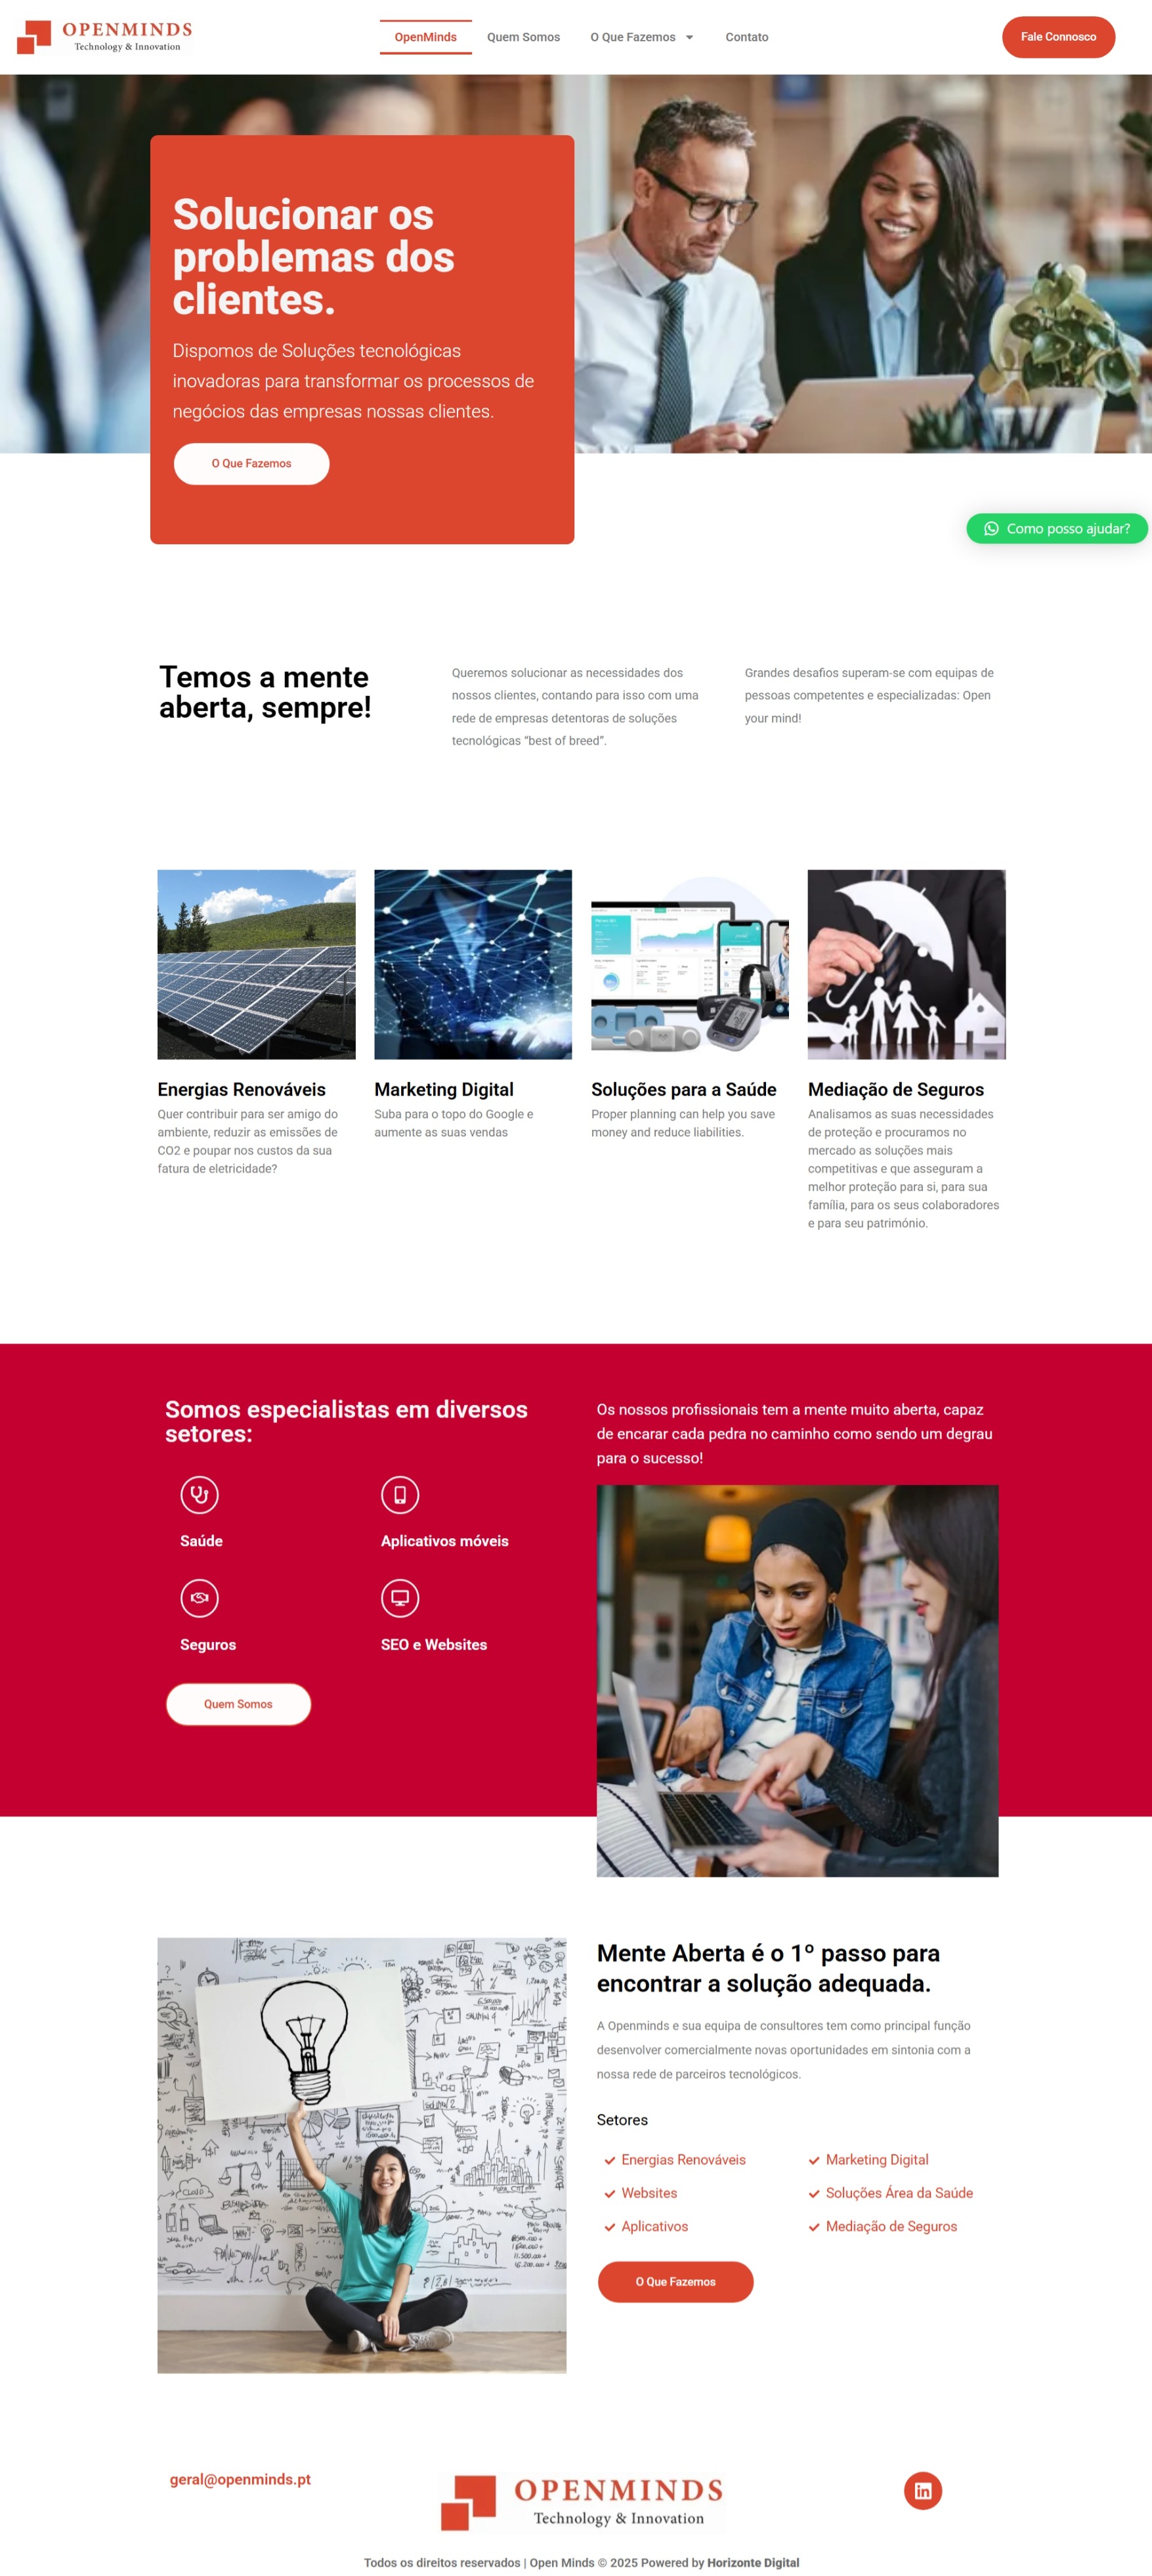 OPENMINDS
Technology & Innovation
OpenMinds
Quem Somos
O Que Fazemos
Contato
Fale Connosco
Solucionar os
problemas dos
clientes.
Dispomos de Soluções tecnológicas
inovadoras para transformar os processos de
negócios das empresas nossas clientes.
O Que Fazemos
Como posso ajudar?
Temos a mente
aberta, sempre!
Queremos solucionar as necessidades dos
nossos clientes, contando para isso com uma
rede de empresas detentoras de soluções
tecnológicas “best of breed”.
Grandes desafios superam-se com equipas de
pessoas competentes e especializadas: Open
your mind!
Energias Renováveis
Quer contribuir para ser amigo do
ambiente, reduzir as emissões de
CO2 e poupar nos custos da sua
fatura de eletricidade?
Marketing Digital
Suba para o topo do Google e
aumente as suas vendas
Soluções para a Saúde
Proper planning can help you save
money and reduce liabilities.
Mediação de Seguros
Analisamos as suas necessidades
de proteção e procuramos no
mercado as soluções mais
competitivas e que asseguram a
melhor proteção para si, para sua
família, para os seus colaboradores
e para seu património.
Somos especialistas em diversos
setores:
Saúde
Aplicativos móveis
Seguros
SEO e Websites
Quem Somos
Os nossos profissionais tem a mente muito aberta, capaz
de encarar cada pedra no caminho como sendo um degrau
para o sucesso!
Mente Aberta é o 1º passo para
encontrar a solução adequada.
A Openminds e sua equipa de consultores tem como principal função
desenvolver comercialmente novas oportunidades em sintonia com a
nossa rede de parceiros tecnológicos.
Setores
Energias Renováveis
Marketing Digital
Websites
Soluções Área da Saúde
Aplicativos
Mediação de Seguros
O Que Fazemos
CLOUD
geral@openminds.pt
OPENMINDS
Technology & Innovation
Todos os direitos reservados | Open Minds © 2025 Powered by Horizonte Digital